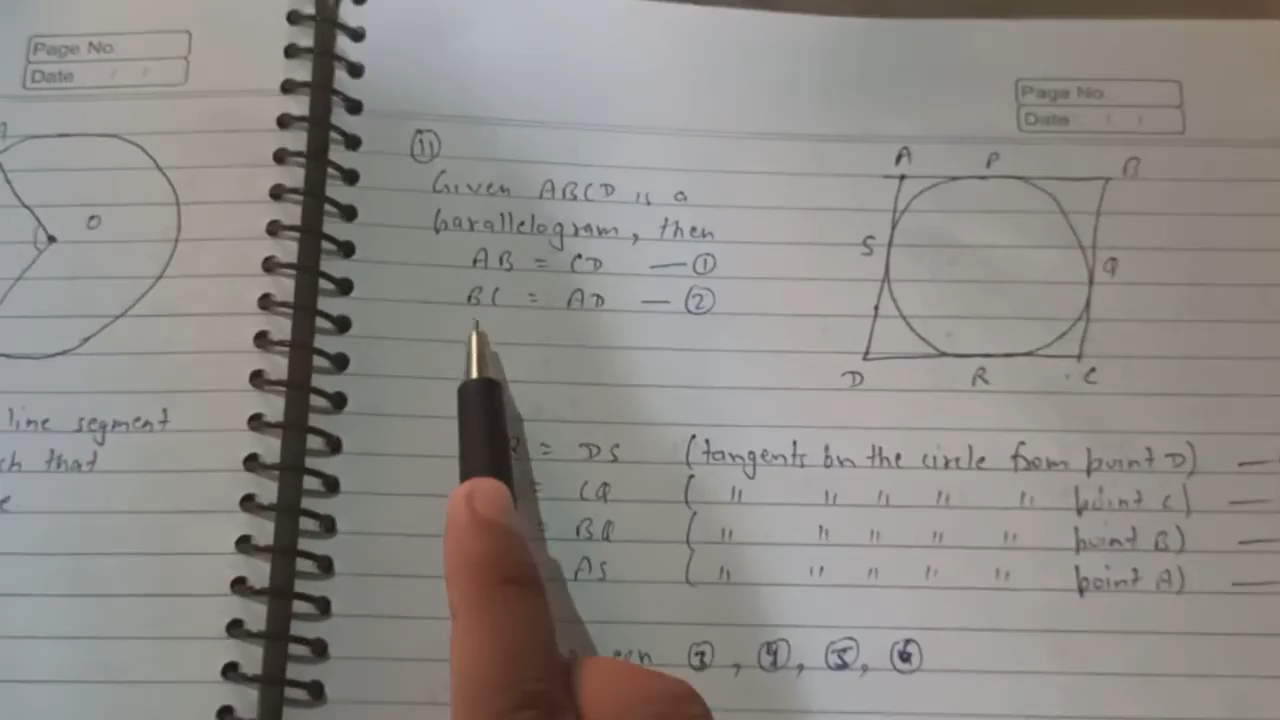 Page No
Date
O
line segment
ch that
Page No.
Date
11
Given ABCD is a
parallelogram, then
AB = CD — 1
BC = AD — 2
A P B
S
Q
D R C
= DS (tangents on the circle from point D) —
= CQ ( " " " " " point C) —
= BQ ( " " " " " point B) —
AS ( " " " " " point A) —
3, 4, 5, 6